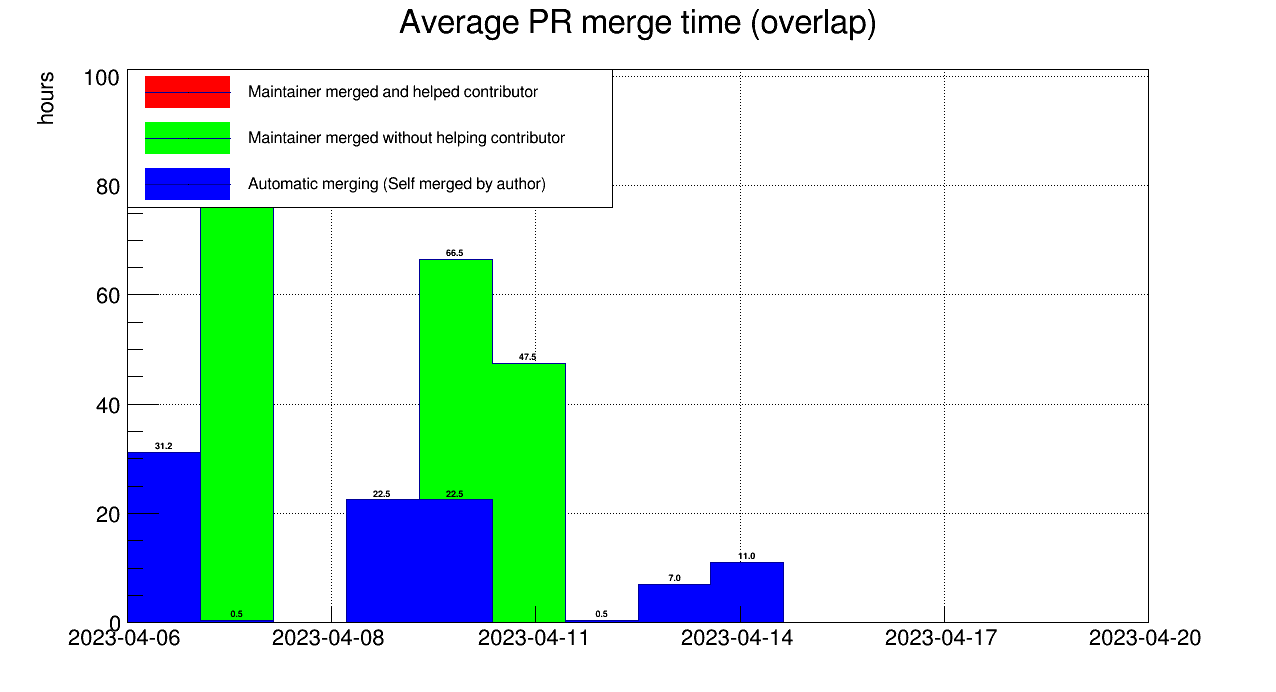 Average PR merge time (overlap)
hours
100
80
60
40
20
0
Maintainer merged and helped contributor
Maintainer merged without helping contributor
Automatic merging (Self merged by author)
31.2
0.5
22.5
66.5
22.5
47.5
0.5
7.0
11.0
2023-04-06 2023-04-08 2023-04-11 2023-04-14 2023-04-17 2023-04-20